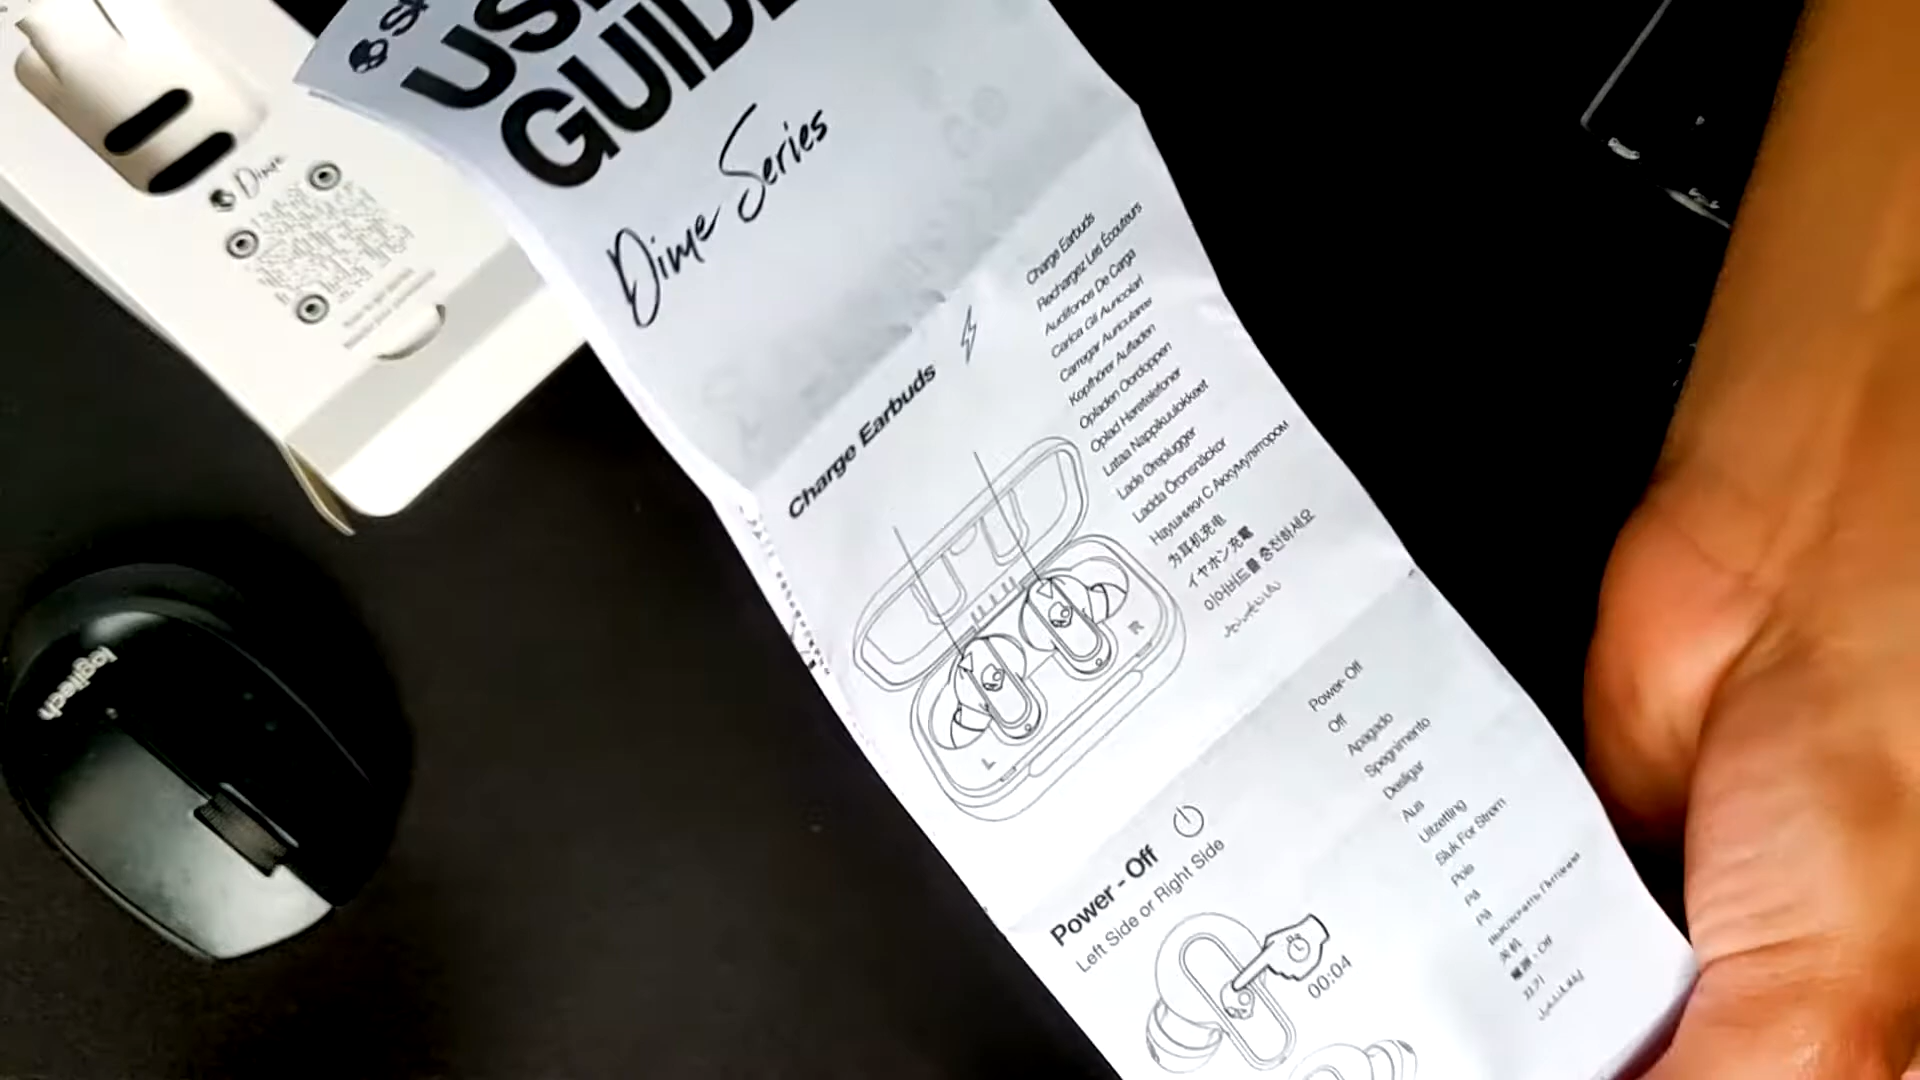 GUIDE
Dime Series
Charge Earbuds
Charge Earbuds
Rechargez Les Écouteurs
Audífonos De Carga
Carica Gli Auricolari
Carregar Auriculares
Kopfhörer Aufladen
Opladen Oordoppen
Oplad Høretelefoner
Lataa Nappikuulokkeet
Lade Øreplugger
Ladda Öronsnäckor
Наушники С Аккумулятором
为耳机充电
イヤホン充電
이어버드를 충전하세요
L
R
Power - Off
Left Side or Right Side
00:04
Power- Off
Off
Apagado
Spegnimento
Desligar
Aus
Uitzetting
Sluk For Strøm
Pois
På
På
关机
電源 - Off
끄기
Dime
logitech